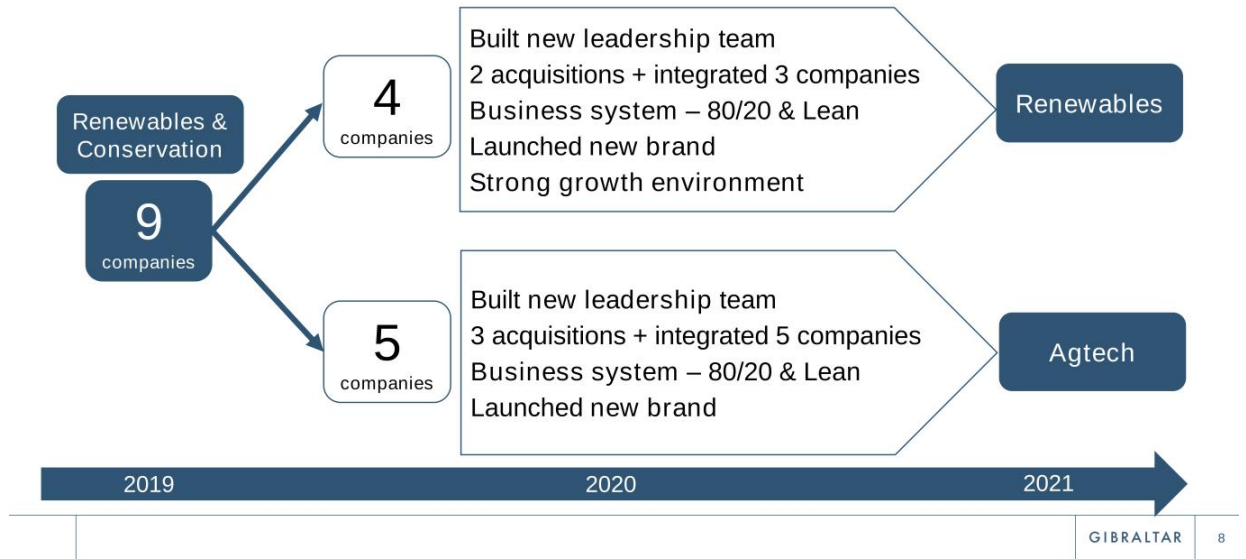 Renewables &
Conservation
9
companies
4
companies
Built new leadership team
2 acquisitions + integrated 3 companies
Business system – 80/20 & Lean
Launched new brand
Strong growth environment
Renewables
5
companies
Built new leadership team
3 acquisitions + integrated 5 companies
Business system – 80/20 & Lean
Launched new brand
Agtech
2019
2020
2021
GIBRALTAR
8